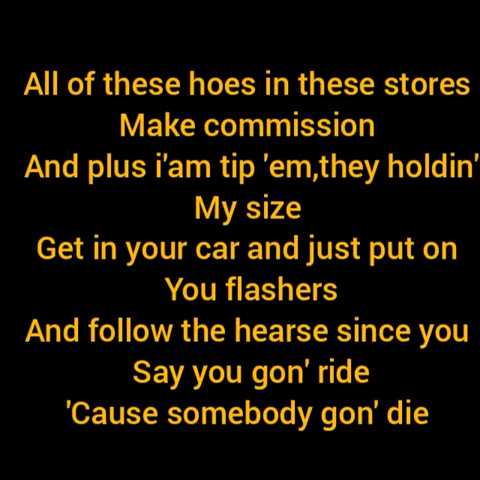 All of these hoes in these stores
Make commission
And plus i'am tip 'em,they holdin'
My size
Get in your car and just put on
You flashers
And follow the hearse since you
Say you gon' ride
'Cause somebody gon' die